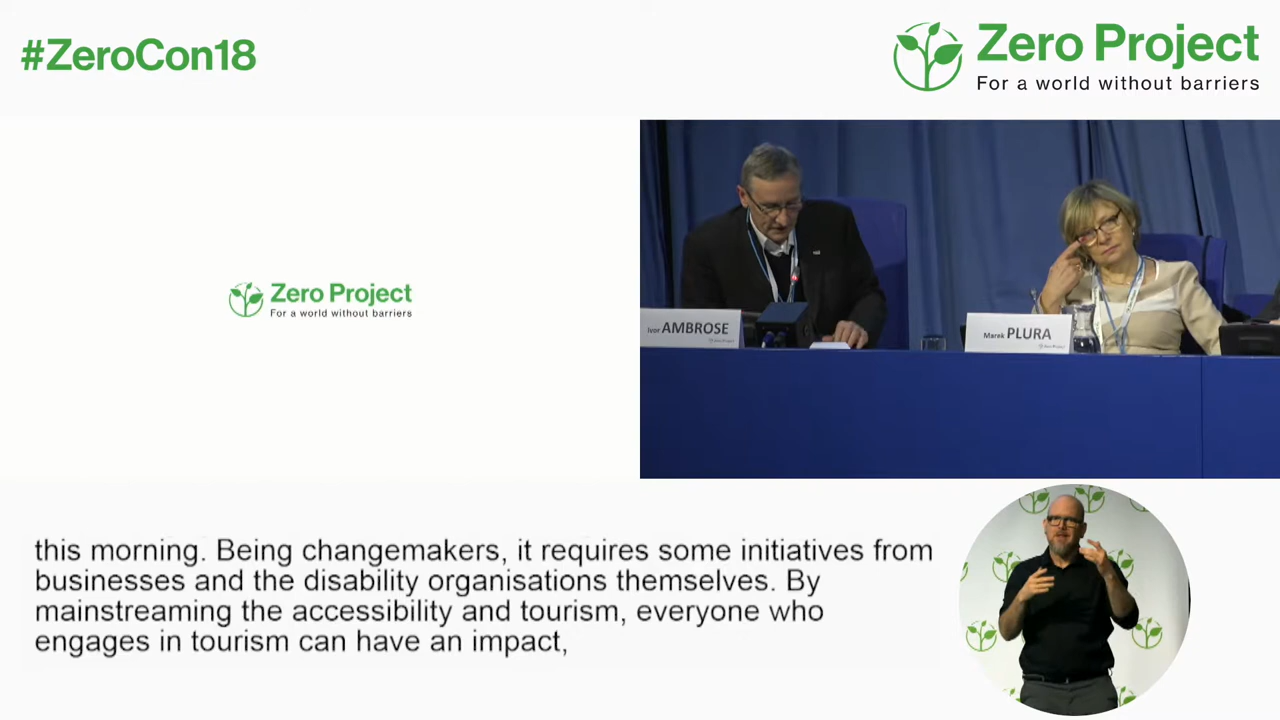 #ZeroCon18
Zero Project
For a world without barriers
Zero Project
For a world without barriers
Ivor AMBROSE
Marek PLURA
this morning. Being changemakers, it requires some initiatives from
businesses and the disability organisations themselves. By
mainstreaming the accessibility and tourism, everyone who
engages in tourism can have an impact,